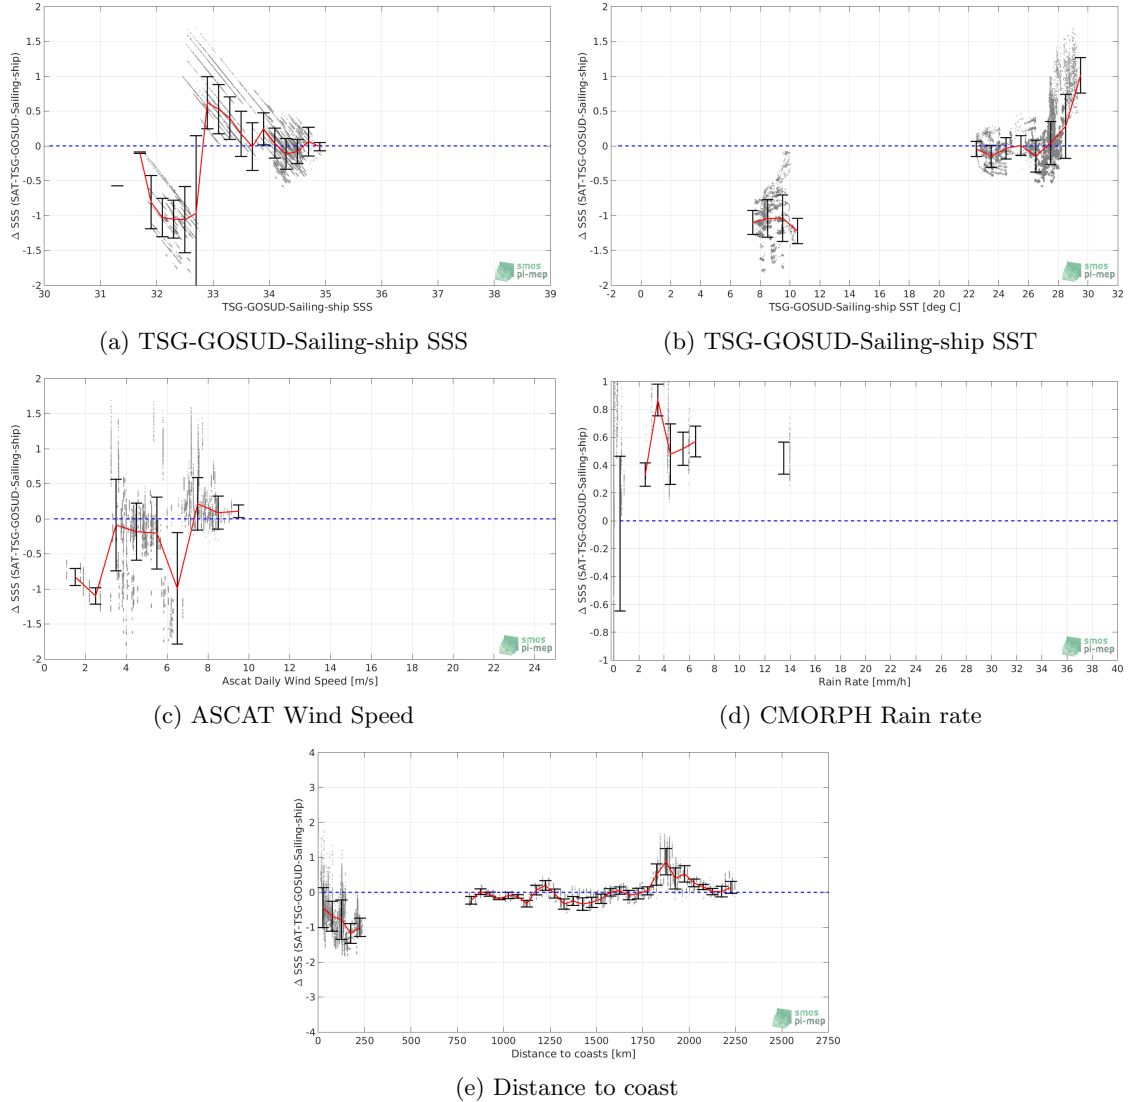 2
1.5
1
0.5
0
-0.5
-1
-1.5
-2
Δ SSS (SAT-TSG-GOSUD-Sailing-ship)
30 31 32 33 34 35 36 37 38 39
TSG-GOSUD-Sailing-ship SSS
smos
pi-mep
(a) TSG-GOSUD-Sailing-ship SSS
2
1.5
1
0.5
0
-0.5
-1
-1.5
-2
Δ SSS (SAT-TSG-GOSUD-Sailing-ship)
-2 0 2 4 6 8 10 12 14 16 18 20 22 24 26 28 30 32
TSG-GOSUD-Sailing-ship SST [deg C]
smos
pi-mep
(b) TSG-GOSUD-Sailing-ship SST
2
1.5
1
0.5
0
-0.5
-1
-1.5
-2
Δ SSS (SAT-TSG-GOSUD-Sailing-ship)
0 2 4 6 8 10 12 14 16 18 20 22 24
Ascat Daily Wind Speed [m/s]
smos
pi-mep
(c) ASCAT Wind Speed
1
0.8
0.6
0.4
0.2
0
-0.2
-0.4
-0.6
-0.8
-1
Δ SSS (SAT-TSG-GOSUD-Sailing-ship)
0 2 4 6 8 10 12 14 16 18 20 22 24 26 28 30 32 34 36 38 40
Rain Rate [mm/h]
smos
pi-mep
(d) CMORPH Rain rate
4
3
2
1
0
-1
-2
-3
-4
Δ SSS (SAT-TSG-GOSUD-Sailing-ship)
0 250 500 750 1000 1250 1500 1750 2000 2250 2500 2750
Distance to coasts [km]
smos
pi-mep
(e) Distance to coast